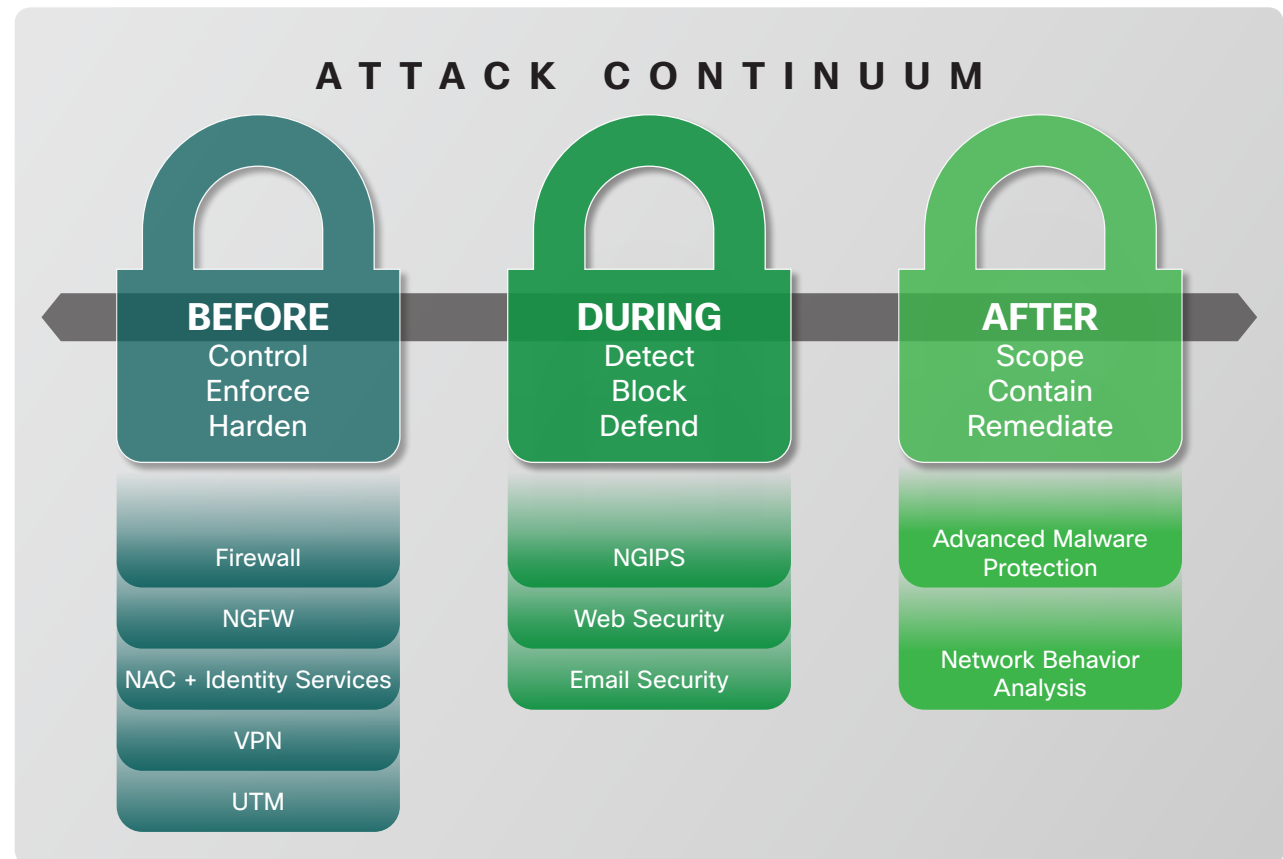 ATTACK CONTINUUM
BEFORE
Control
Enforce
Harden
Firewall
NGFW
NAC + Identity Services
VPN
UTM
DURING
Detect
Block
Defend
NGIPS
Web Security
Email Security
AFTER
Scope
Contain
Remediate
Advanced Malware
Protection
Network Behavior
Analysis